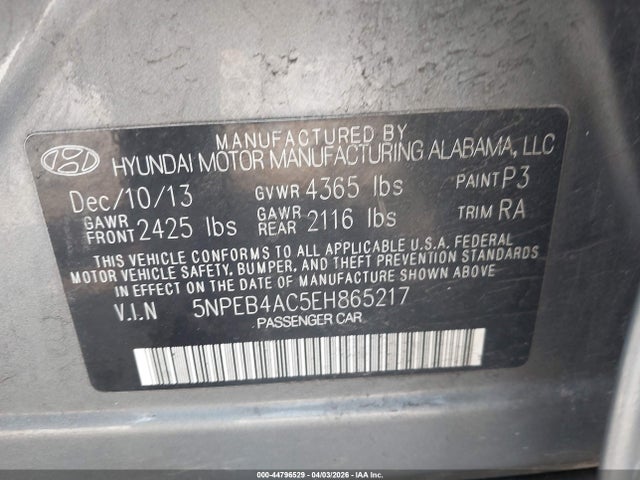 MANUFACTURED BY
HYUNDAI MOTOR MANUFACTURING ALABAMA, LLC
Dec/10/13 GVWR 4365 lbs PAINT P3
GAWR FRONT 2425 lbs GAWR REAR 2116 lbs TRIM RA
THIS VEHICLE CONFORMS TO ALL APPLICABLE U.S.A. FEDERAL
MOTOR VEHICLE SAFETY, BUMPER, AND THEFT PREVENTION STANDARDS
IN EFFECT ON THE DATE OF MANUFACTURE SHOWN ABOVE.
V.I.N 5NPEB4AC5EH865217
PASSENGER CAR
000-44796529 - 04/03/2026 - IAAI.COM